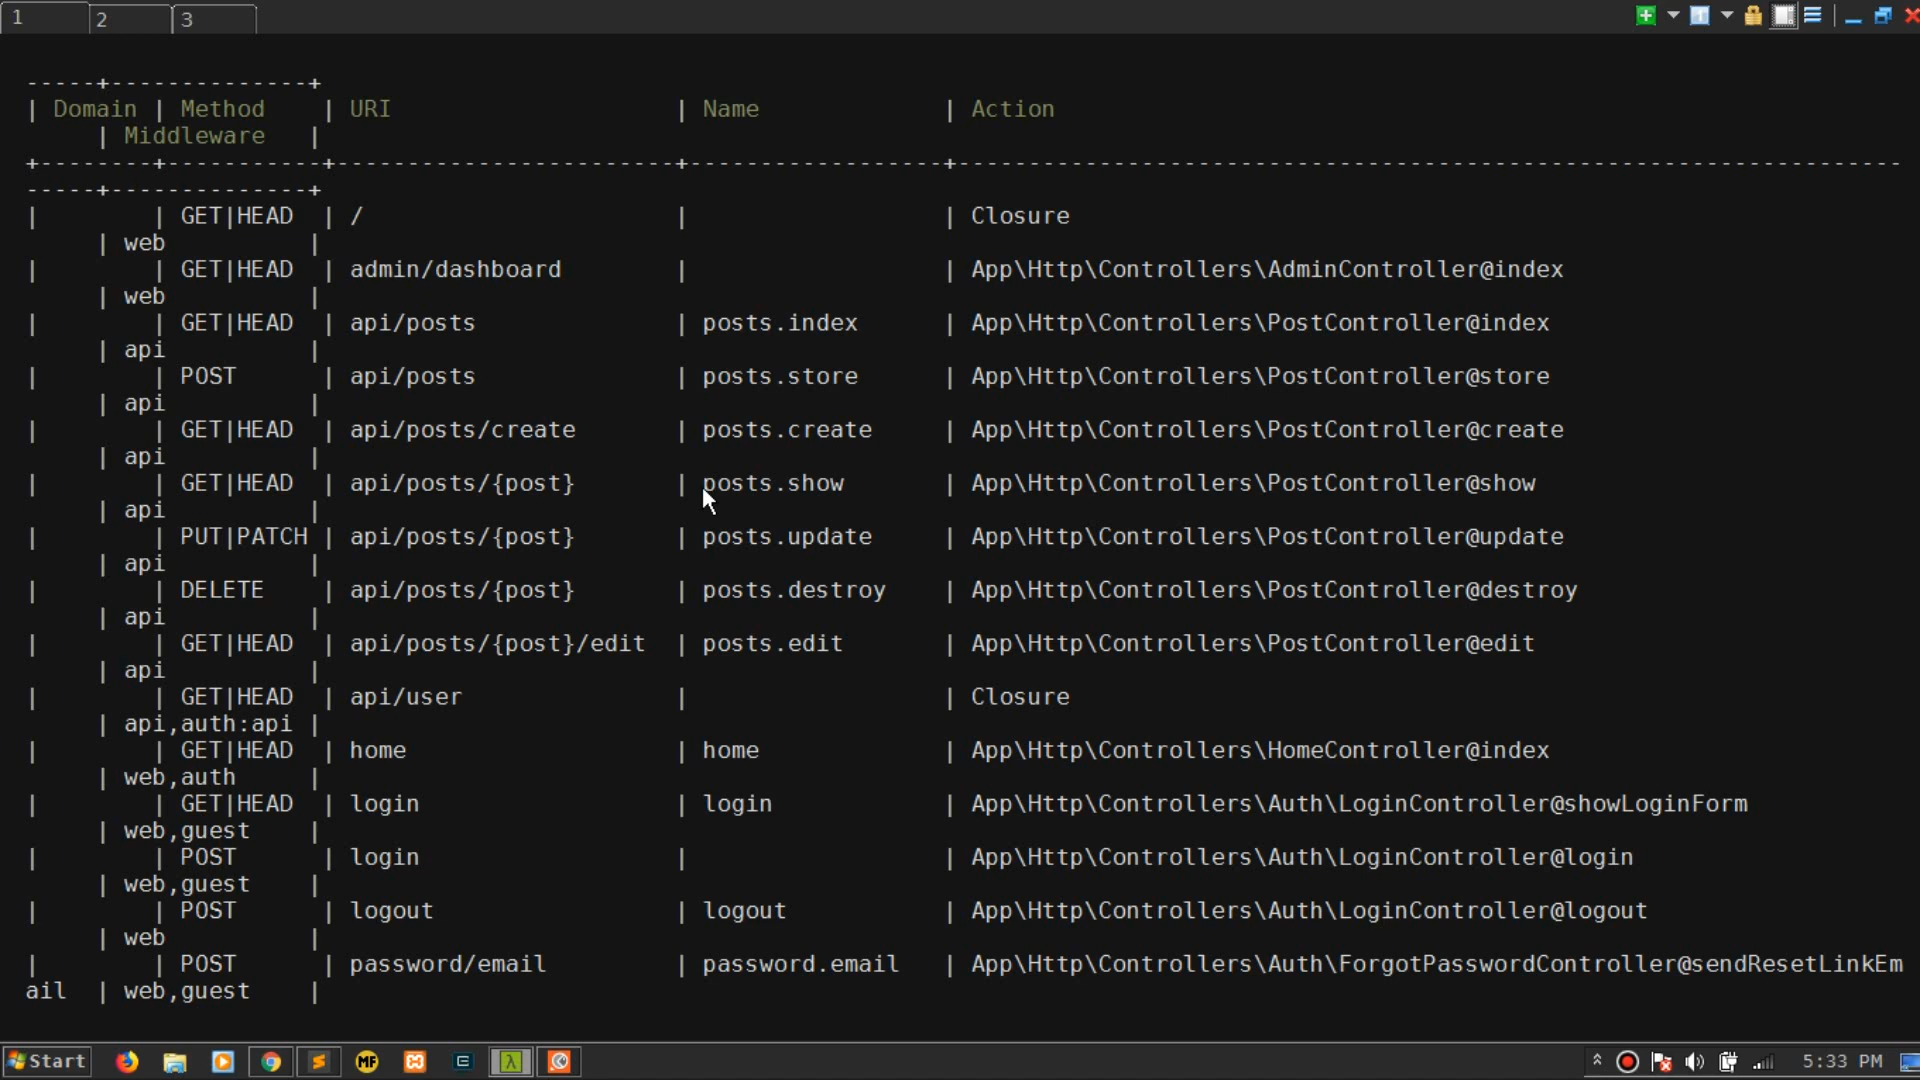 1 2 3
-----+--------------+
| Domain | Method    | URI                    | Name             | Action
     | Middleware   |
+--------+-----------+------------------------+------------------+-------------------------------------------------------------------
-----+--------------+
|        | GET|HEAD  | /                      |                  | Closure
     | web          |
|        | GET|HEAD  | admin/dashboard        |                  | App\Http\Controllers\AdminController@index
     | web          |
|        | GET|HEAD  | api/posts              | posts.index      | App\Http\Controllers\PostController@index
     | api          |
|        | POST      | api/posts              | posts.store      | App\Http\Controllers\PostController@store
     | api          |
|        | GET|HEAD  | api/posts/create       | posts.create     | App\Http\Controllers\PostController@create
     | api          |
|        | GET|HEAD  | api/posts/{post}       | posts.show       | App\Http\Controllers\PostController@show
     | api          |
|        | PUT|PATCH | api/posts/{post}       | posts.update     | App\Http\Controllers\PostController@update
     | api          |
|        | DELETE    | api/posts/{post}       | posts.destroy    | App\Http\Controllers\PostController@destroy
     | api          |
|        | GET|HEAD  | api/posts/{post}/edit  | posts.edit       | App\Http\Controllers\PostController@edit
     | api          |
|        | GET|HEAD  | api/user               |                  | Closure
     | api,auth:api |
|        | GET|HEAD  | home                   | home             | App\Http\Controllers\HomeController@index
     | web,auth     |
|        | GET|HEAD  | login                  | login            | App\Http\Controllers\Auth\LoginController@showLoginForm
     | web,guest    |
|        | POST      | login                  |                  | App\Http\Controllers\Auth\LoginController@login
     | web,guest    |
|        | POST      | logout                 | logout           | App\Http\Controllers\Auth\LoginController@logout
     | web          |
|        | POST      | password/email         | password.email   | App\Http\Controllers\Auth\ForgotPasswordController@sendResetLinkEm
ail  | web,guest    |
Start MF λ 5:33 PM